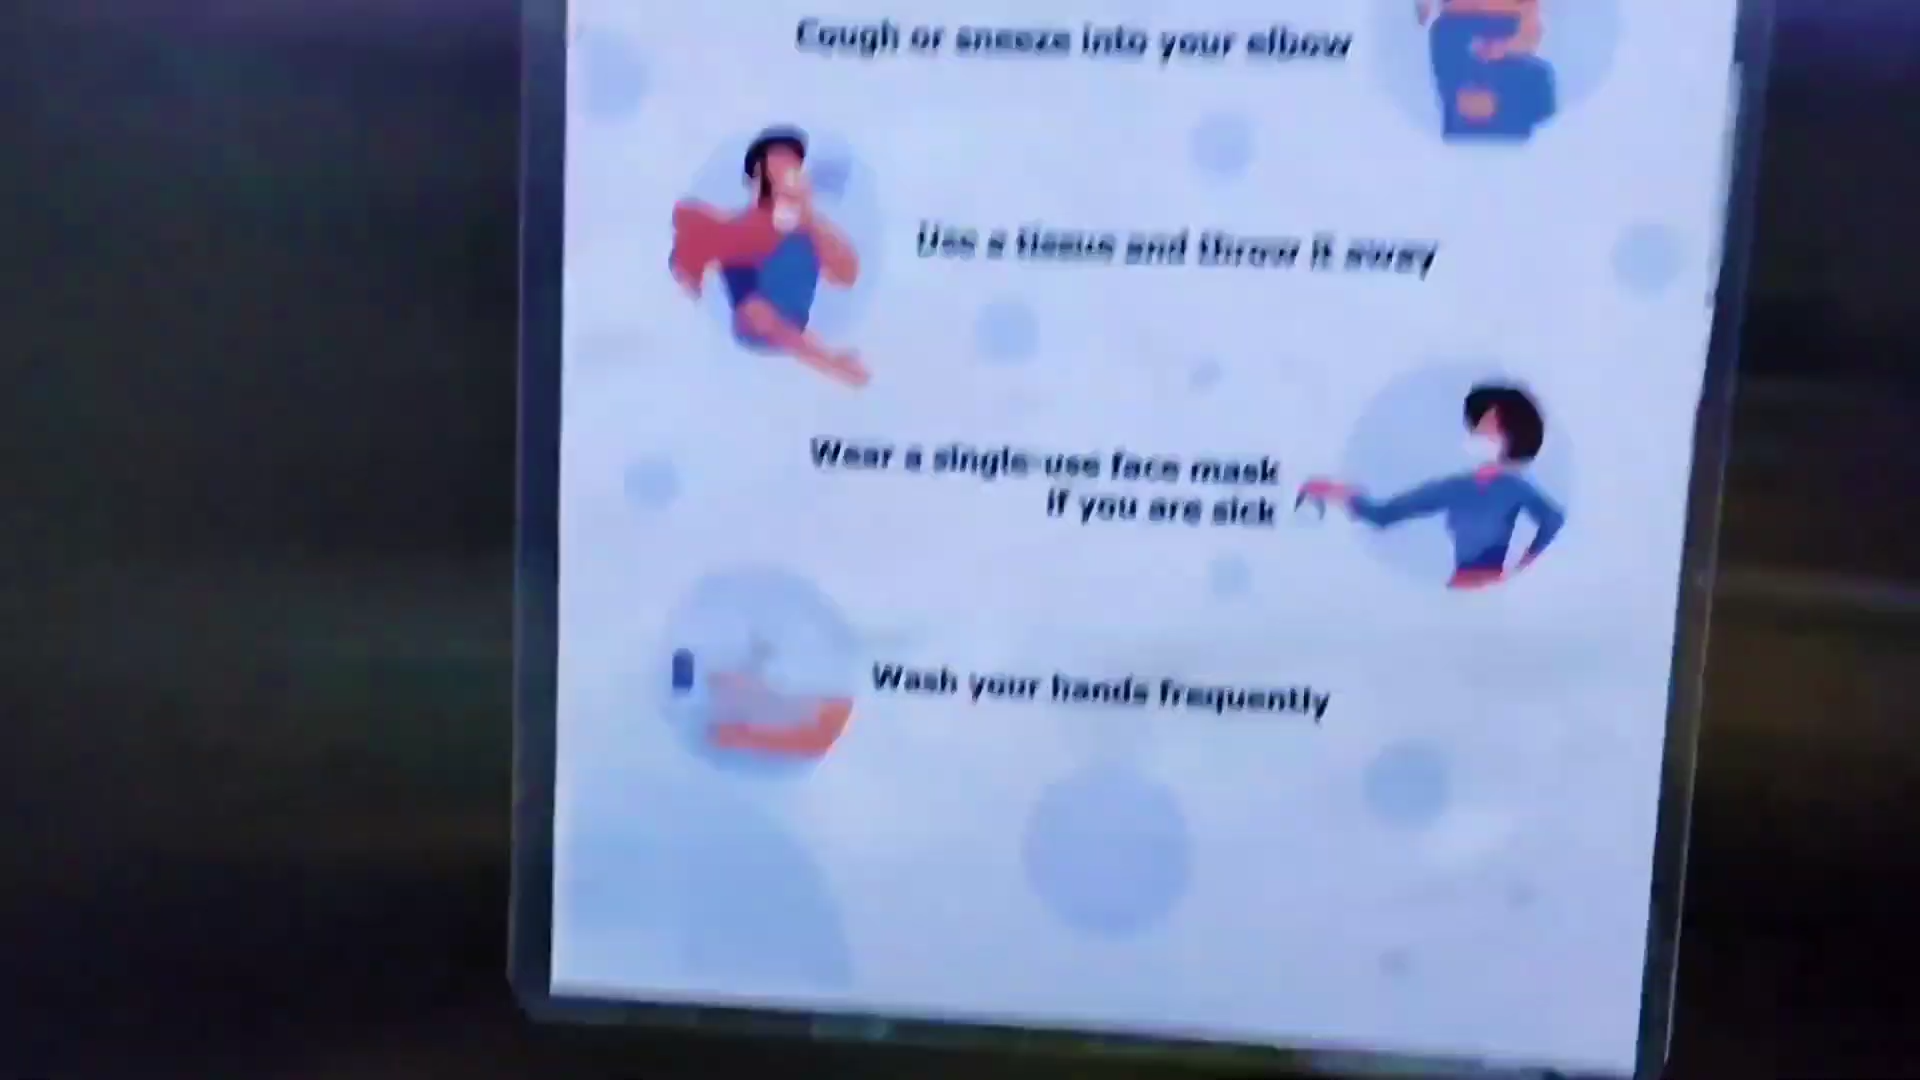 Cough or sneeze into your elbow
Use a tissue and throw it away
Wear a single-use face mask
if you are sick
Wash your hands frequently